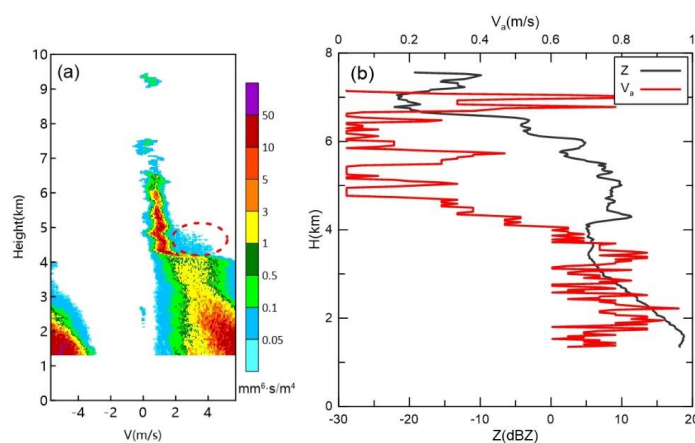 (a)
Height(km)
10
9
8
7
6
5
4
3
2
1
0
-4 -2 0 2 4
V(m/s)
50
10
5
3
1
0.5
0.1
0.05
mm⁶·s/m⁴
Vₐ(m/s)
0 0.2 0.4 0.6 0.8 1
(b)
Z
Vₐ
H(km)
8
6
4
2
0
-30 -20 -10 0 10 20
Z(dBZ)